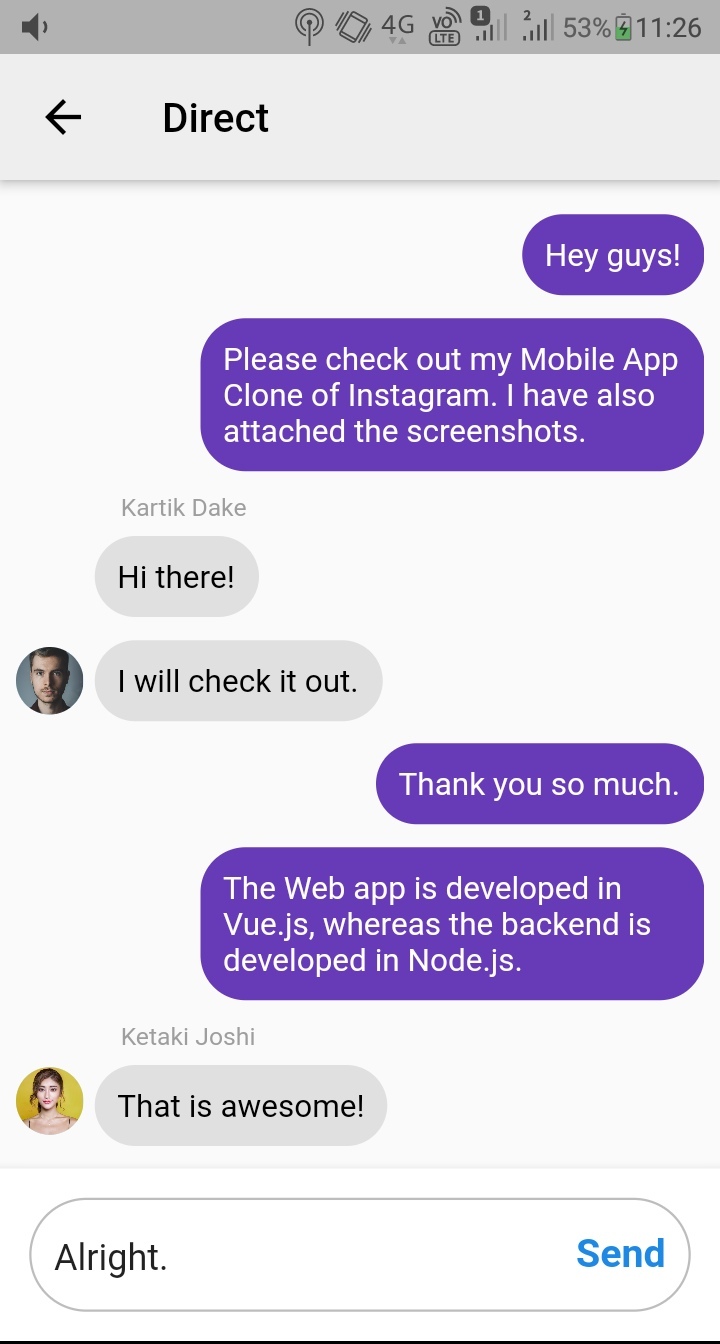 4G VO LTE 1 2 53% 11:26
Direct
Hey guys!
Please check out my Mobile App
Clone of Instagram. I have also
attached the screenshots.
Kartik Dake
Hi there!
I will check it out.
Thank you so much.
The Web app is developed in
Vue.js, whereas the backend is
developed in Node.js.
Ketaki Joshi
That is awesome!
Alright.
Send